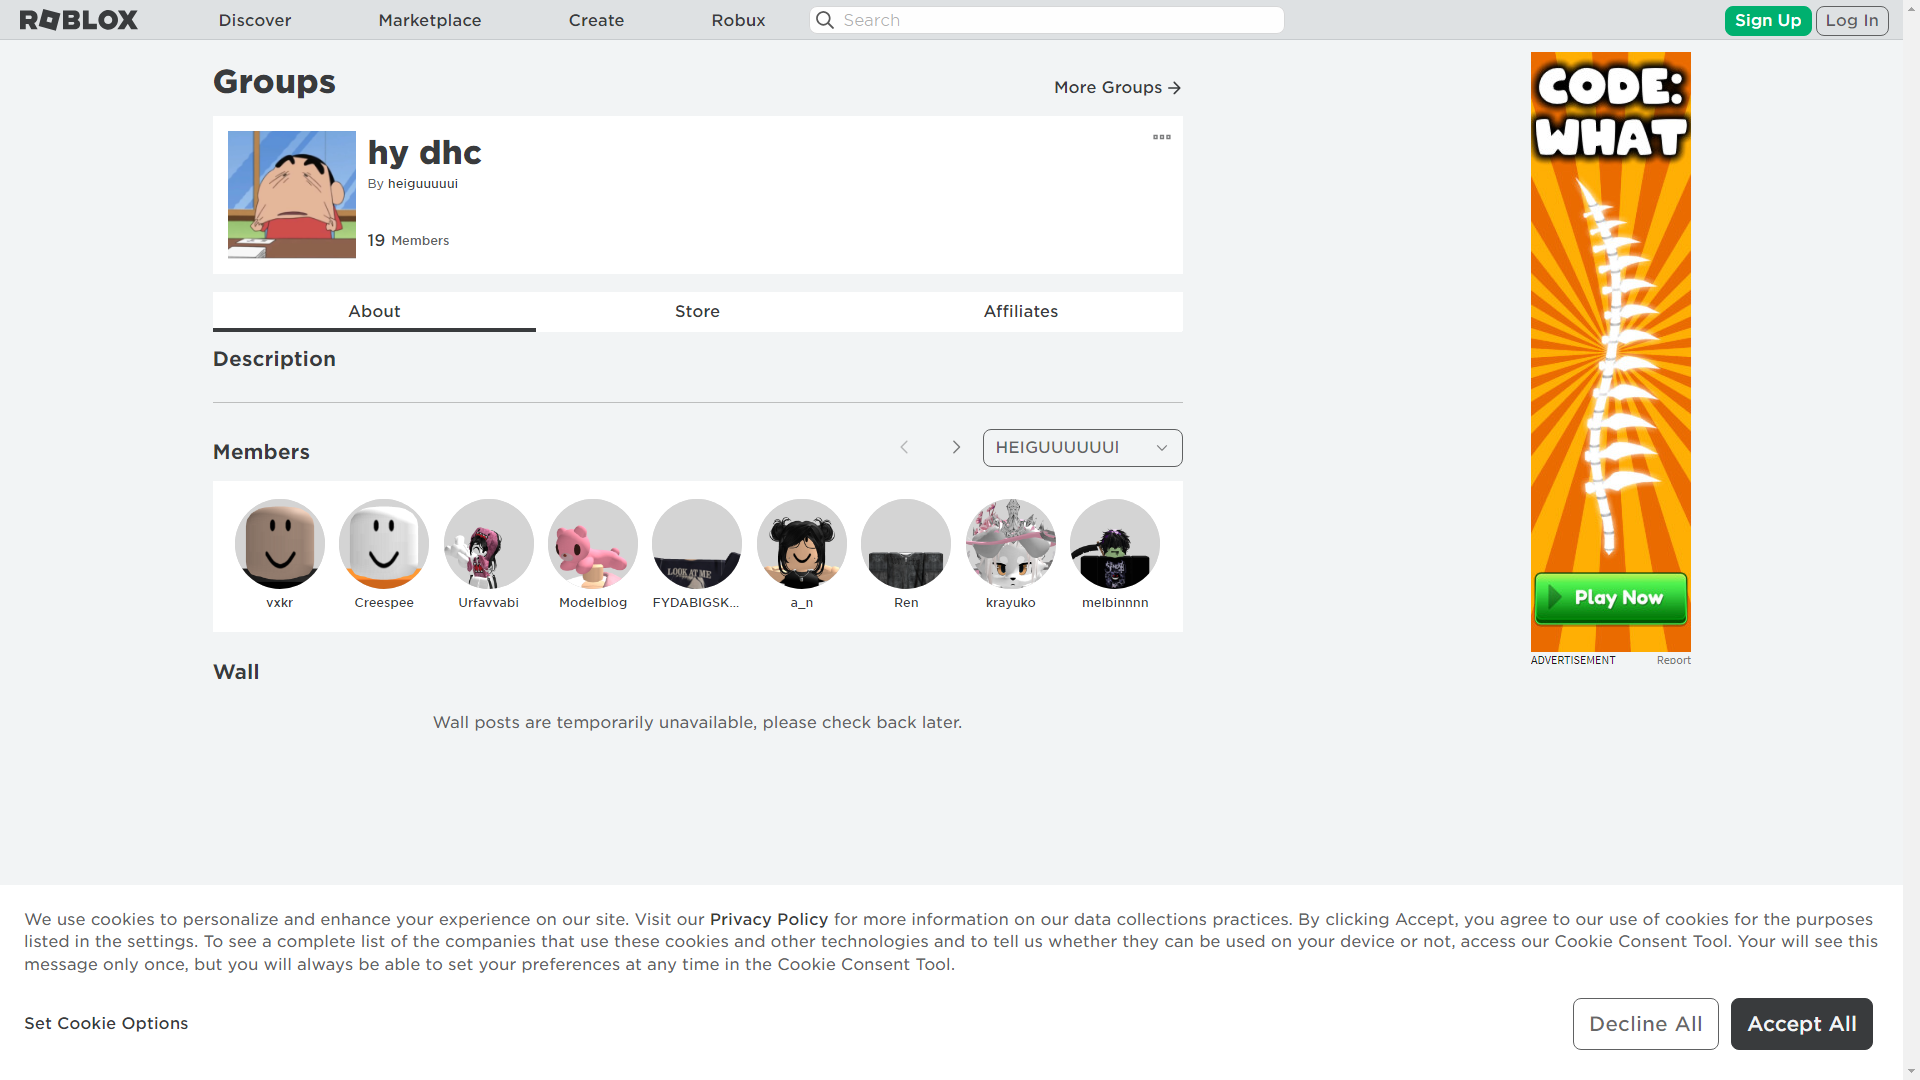 ROBLOX
Discover
Marketplace
Create
Robux
Search
Sign Up
Log In
Groups
More Groups
hy dhc
By heiguuuuui
19 Members
About
Store
Affiliates
Description
Members
HEIGUUUUUUI
vxkr
Creespee
Urfavvabi
Modelblog
FYDABIGSK...
a_n
Ren
krayuko
melbinnnn
LOOK AT ME
Wall
Wall posts are temporarily unavailable, please check back later.
CODE:
WHAT
Play Now
ADVERTISEMENT
Report
We use cookies to personalize and enhance your experience on our site. Visit our Privacy Policy for more information on our data collections practices. By clicking Accept, you agree to our use of cookies for the purposes
listed in the settings. To see a complete list of the companies that use these cookies and other technologies and to tell us whether they can be used on your device or not, access our Cookie Consent Tool. Your will see this
message only once, but you will always be able to set your preferences at any time in the Cookie Consent Tool.
Set Cookie Options
Decline All
Accept All